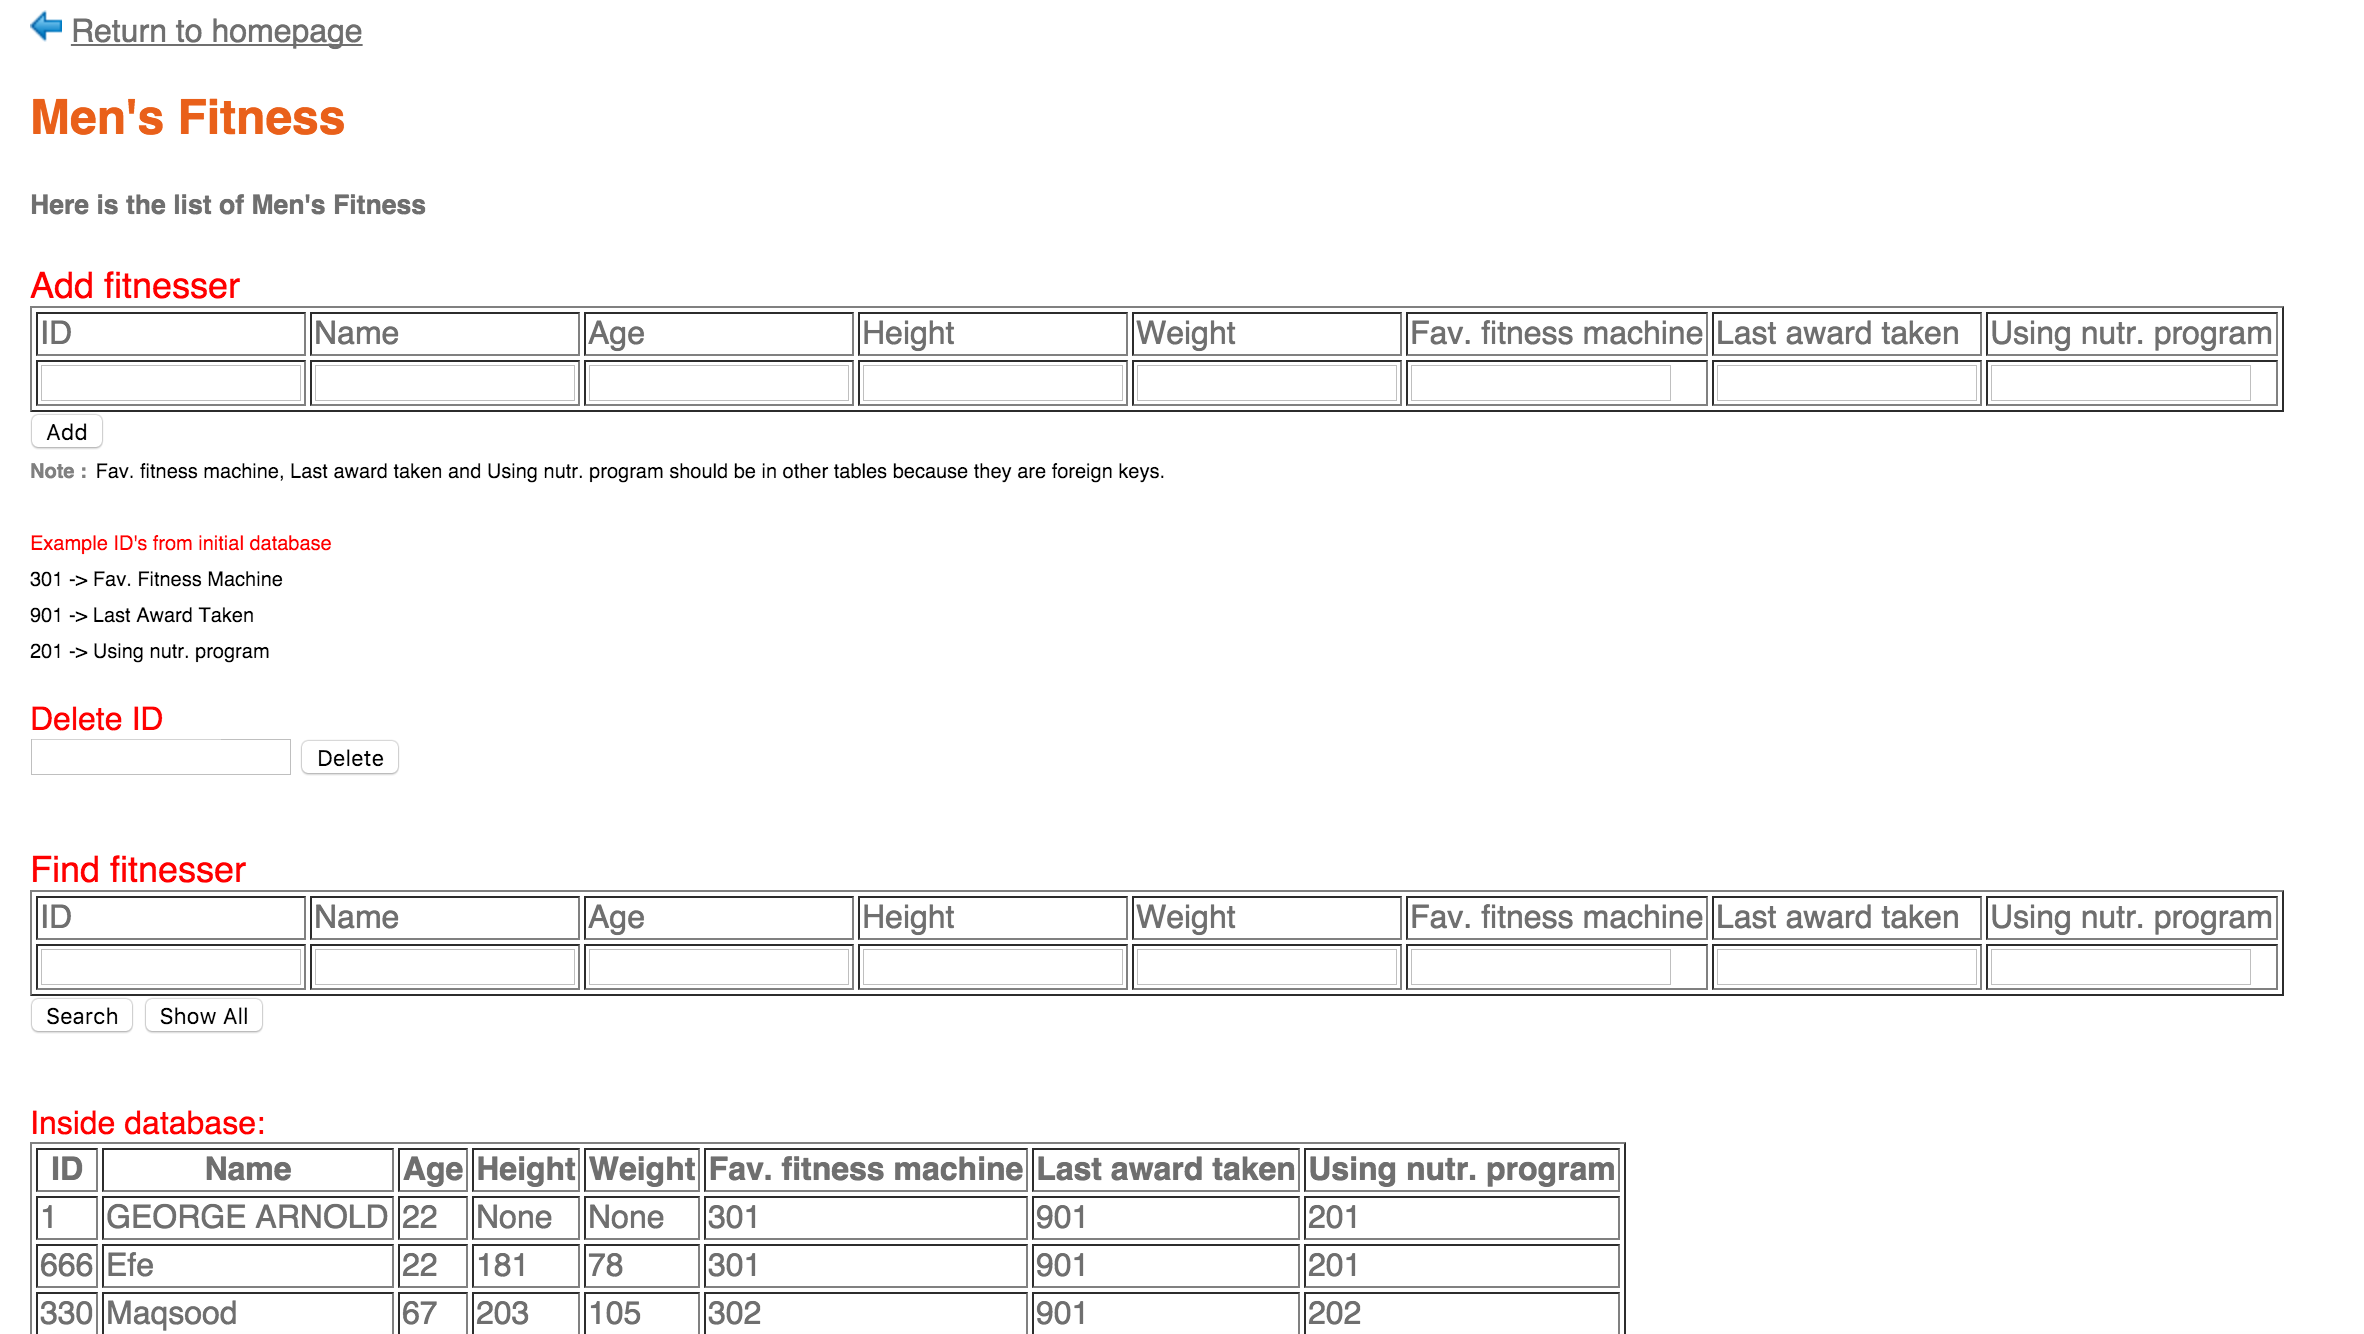 Return to homepage
Men's Fitness
Here is the list of Men's Fitness
Add fitnesser
ID Name Age Height Weight Fav. fitness machine Last award taken Using nutr. program
Add
Note : Fav. fitness machine, Last award taken and Using nutr. program should be in other tables because they are foreign keys.
Example ID's from initial database
301 -> Fav. Fitness Machine
901 -> Last Award Taken
201 -> Using nutr. program
Delete ID
Delete
Find fitnesser
ID Name Age Height Weight Fav. fitness machine Last award taken Using nutr. program
Search Show All
Inside database:
ID Name Age Height Weight Fav. fitness machine Last award taken Using nutr. program
1 GEORGE ARNOLD 22 None None 301 901 201
666 Efe 22 181 78 301 901 201
330 Maqsood 67 203 105 302 901 202